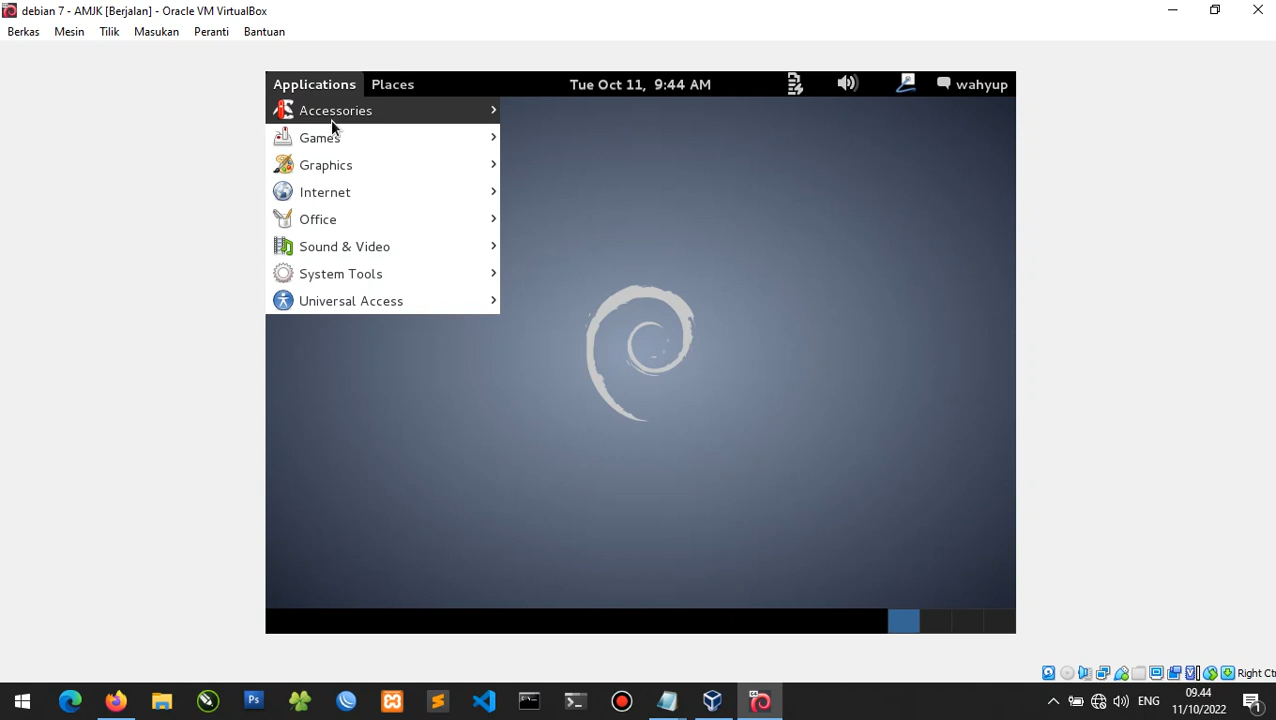 debian 7 - AMJK [Berjalan] - Oracle VM VirtualBox
Berkas Mesin Tilik Masukan Peranti Bantuan
Applications Places Tue Oct 11, 9:44 AM wahyup
Accessories
Games
Graphics
Internet
Office
Sound & Video
System Tools
Universal Access
Right Ctrl
Ps
ENG
09.44
11/10/2022
1